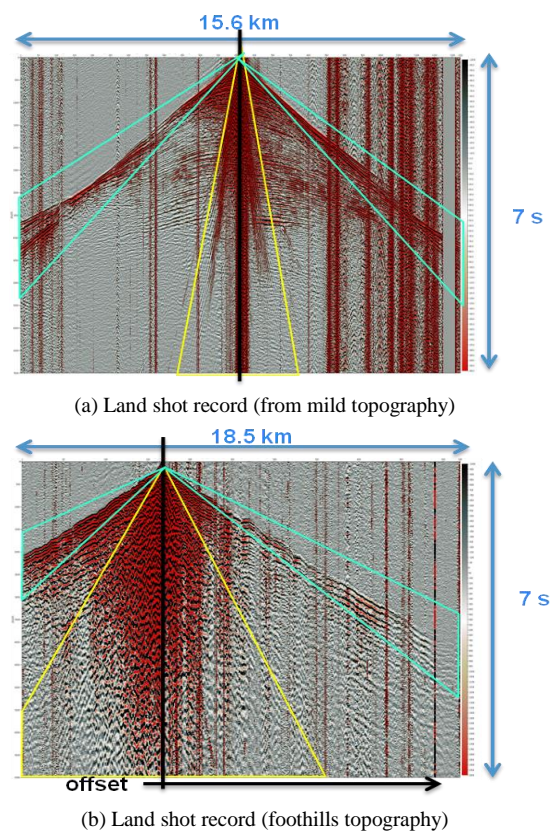 15.6 km
7 s
(a) Land shot record (from mild topography)
18.5 km
7 s
offset
(b) Land shot record (foothills topography)